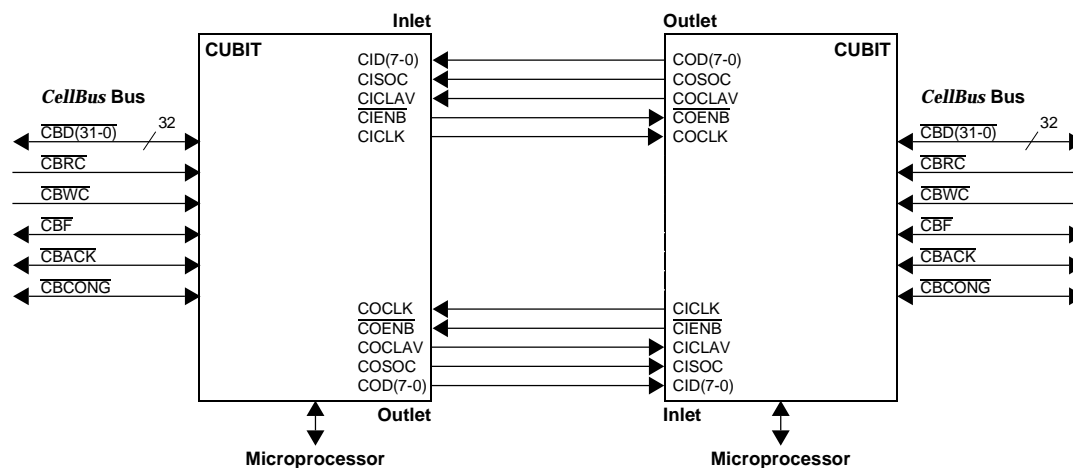 Inlet
Outlet
CUBIT
CUBIT
CID(7-0)
CISOC
CICLAV
CIENB
CICLK
COD(7-0)
COSOC
COCLAV
COENB
COCLK
CellBus Bus
CBD(31-0)
32
CBRC
CBWC
CBF
CBACK
CBCONG
CellBus Bus
CBD(31-0)
32
CBRC
CBWC
CBF
CBACK
CBCONG
COCLK
COENB
COCLAV
COSOC
COD(7-0)
CICLK
CIENB
CICLAV
CISOC
CID(7-0)
Outlet
Inlet
Microprocessor
Microprocessor